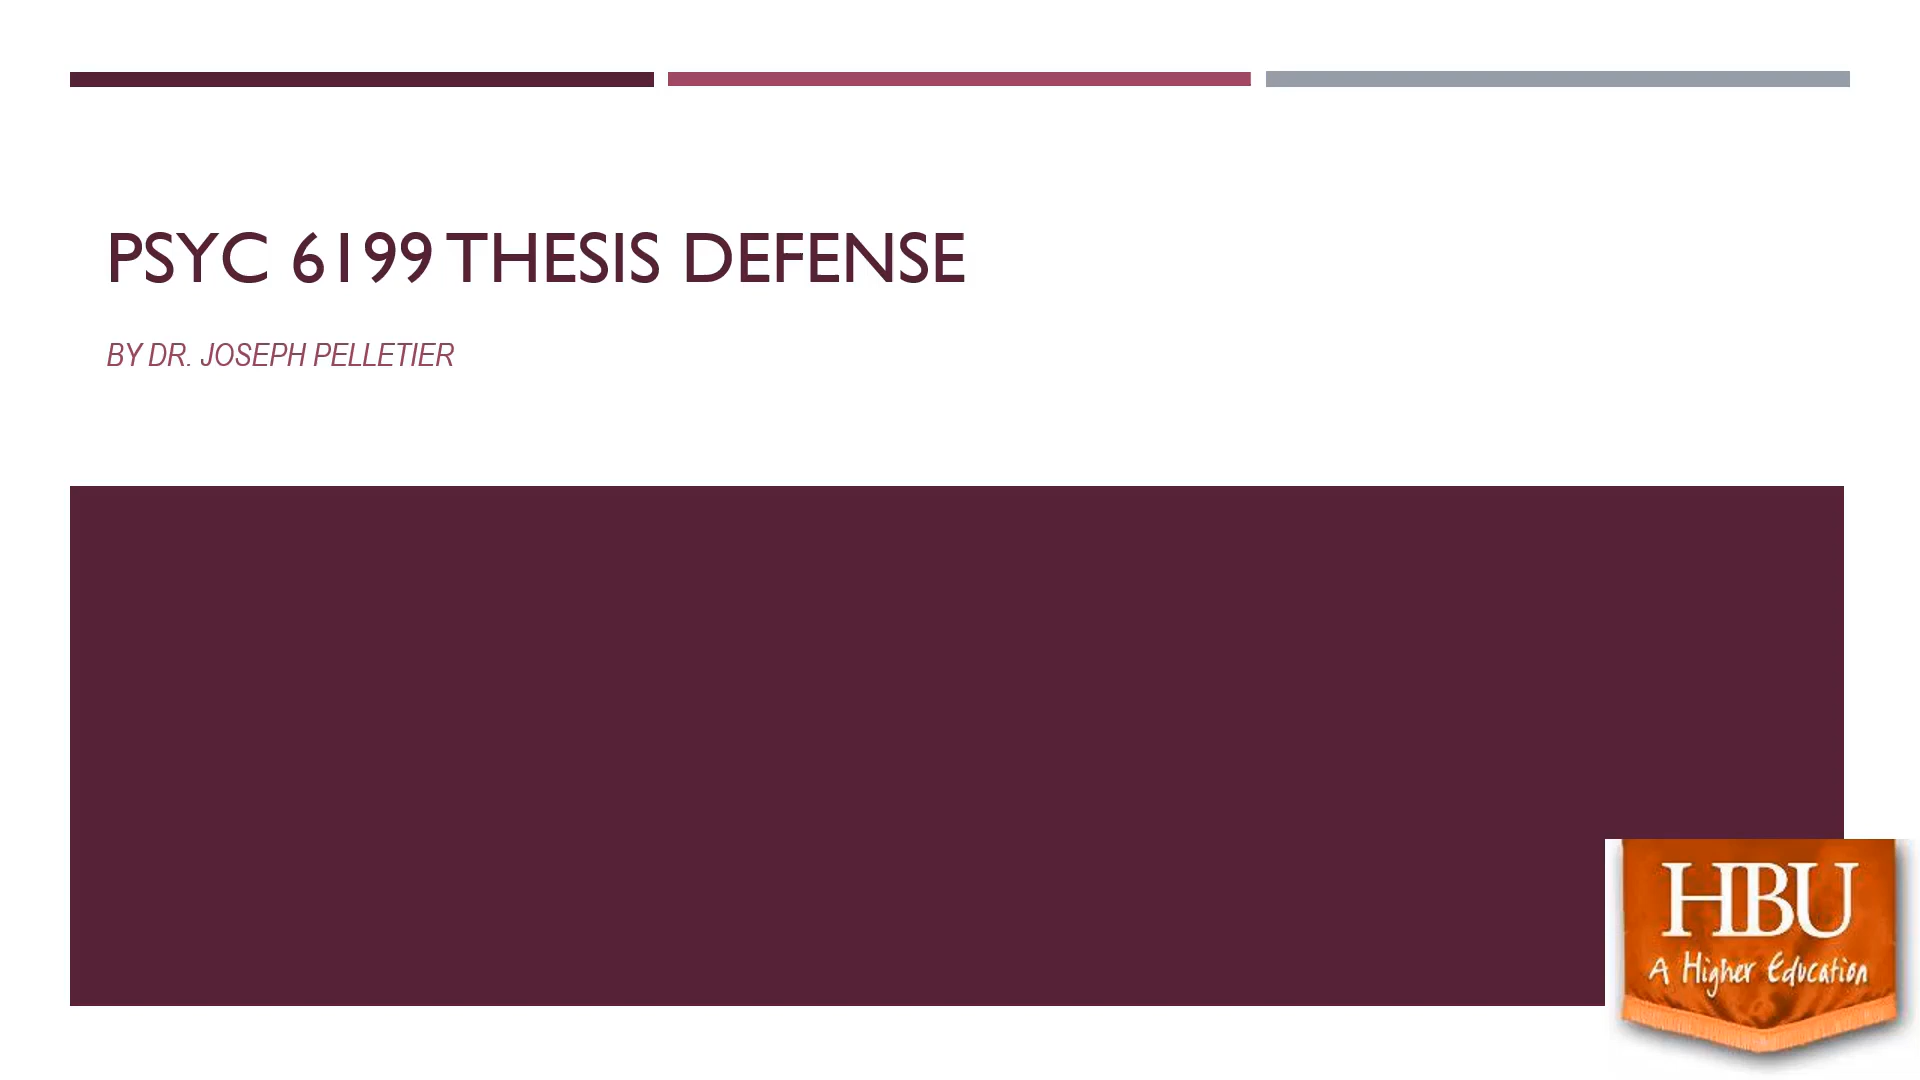 PSYC 6199 THESIS DEFENSE
BY DR. JOSEPH PELLETIER
HBU
A Higher Education